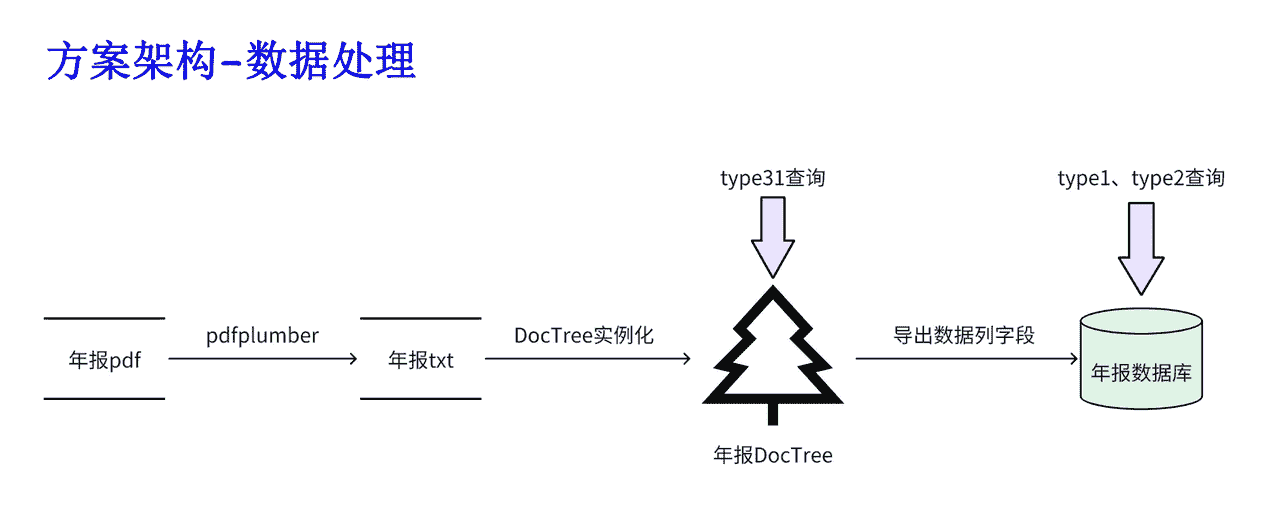 方案架构-数据处理
type31查询
type1、type2查询
年报pdf
pdfplumber
年报txt
DocTree实例化
导出数据列字段
年报数据库
年报DocTree